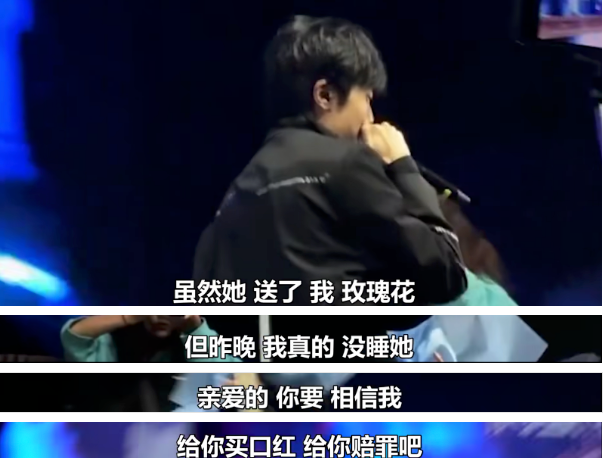 虽然她 送了 我 玫瑰花
但昨晚 我真的 没睡她
亲爱的 你要 相信我
给你买口红 给你赔罪吧